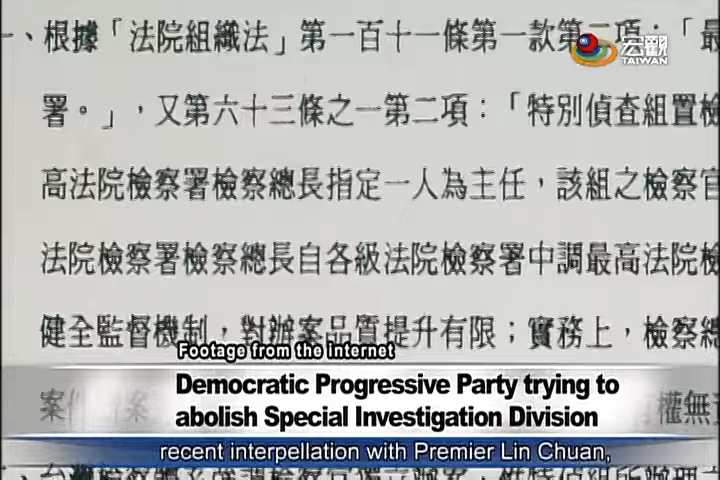 一、根據「法院組織法」第一百十一條第一款第二項:「最
宏觀
TAIWAN
署。」,又第六十三條之一第二項:「特別偵查組置檢
高法院檢察署檢察總長指定一人為主任,該組之檢察官
法院檢察署檢察總長自各級法院檢察署中調最高法院檢
健全監督機制,對辦案品質提升有限;實務上,檢察總
Footage from the internet
Democratic Progressive Party trying to
abolish Special Investigation Division
案 權無
recent interpellation with Premier Lin Chuan,